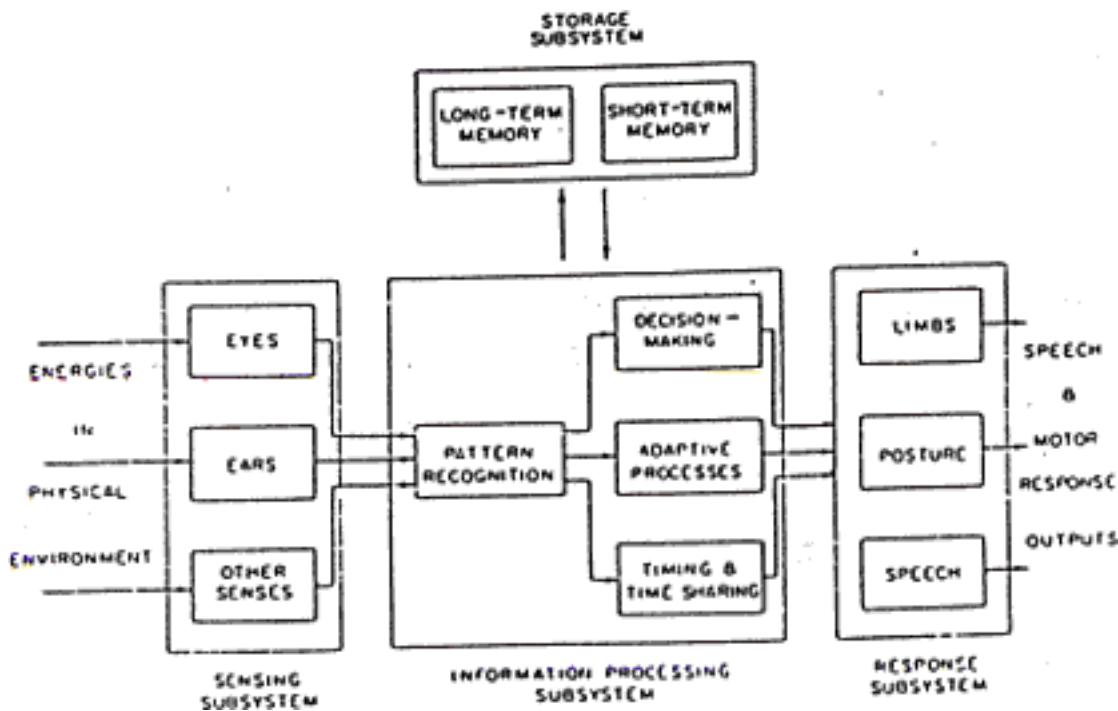 STORAGE
SUBSYSTEM
LONG-TERM
MEMORY
SHORT-TERM
MEMORY
EYES
EARS
OTHER
SENSES
ENERGIES
PHYSICAL
ENVIRONMENT
PATTERN
RECOGNITION
DECISION-
MAKING
ADAPTIVE
PROCESSES
TIMING &
TIME SHARING
LIMBS
POSTURE
SPEECH
SPEECH
&
MOTOR
RESPONSE
OUTPUTS
SENSING
SUBSYSTEM
INFORMATION PROCESSING
SUBSYSTEM
RESPONSE
SUBSYSTEM